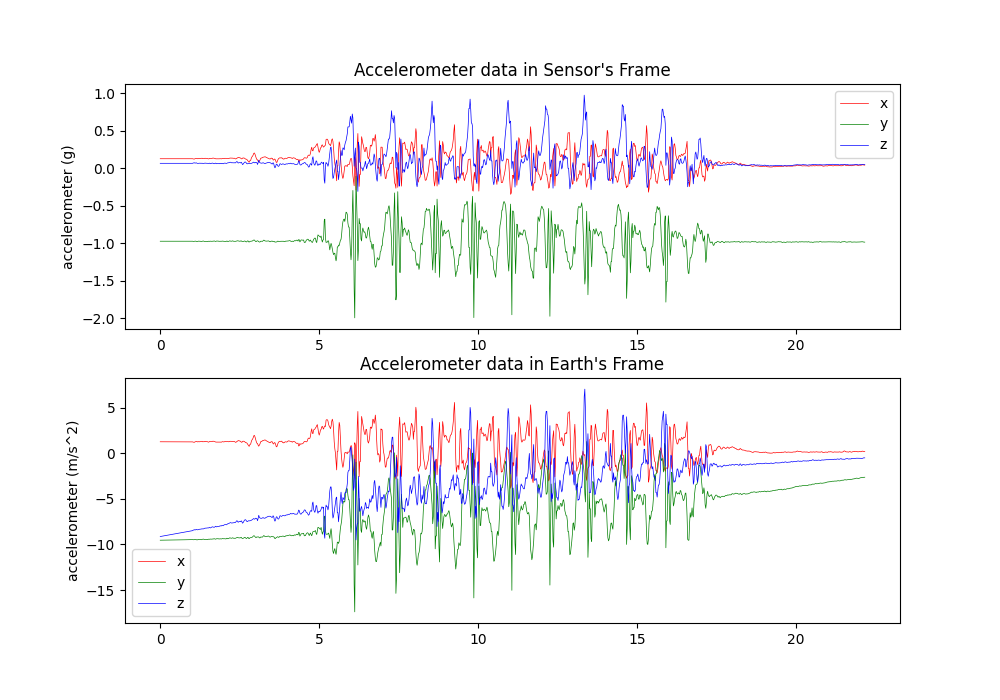 Accelerometer data in Sensor's Frame
accelerometer (g)
1.0
0.5
0.0
−0.5
−1.0
−1.5
−2.0
x
y
z
0 5 10 15 20
Accelerometer data in Earth's Frame
accelerometer (m/s^2)
5
0
−5
−10
−15
x
y
z
0 5 10 15 20